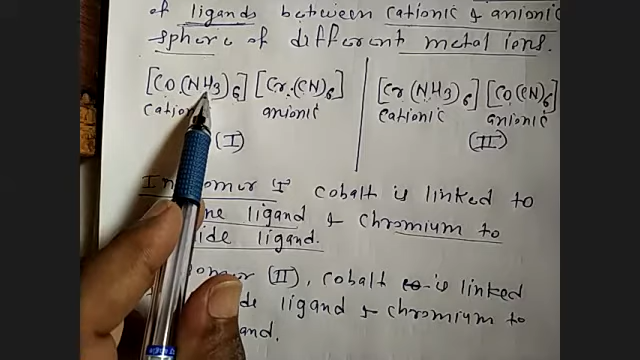 of ligands between cationic & anionic
sphere of different metal ions.
[CO(NH3)6] [Cr(CN)6] [Cr(NH3)6] [CO(CN)6]
anionic cationic anionic
(I) (II)
I cobalt is linked to
ligand & chromium to
ligand.
(II), cobalt is linked
ligand & chromium to